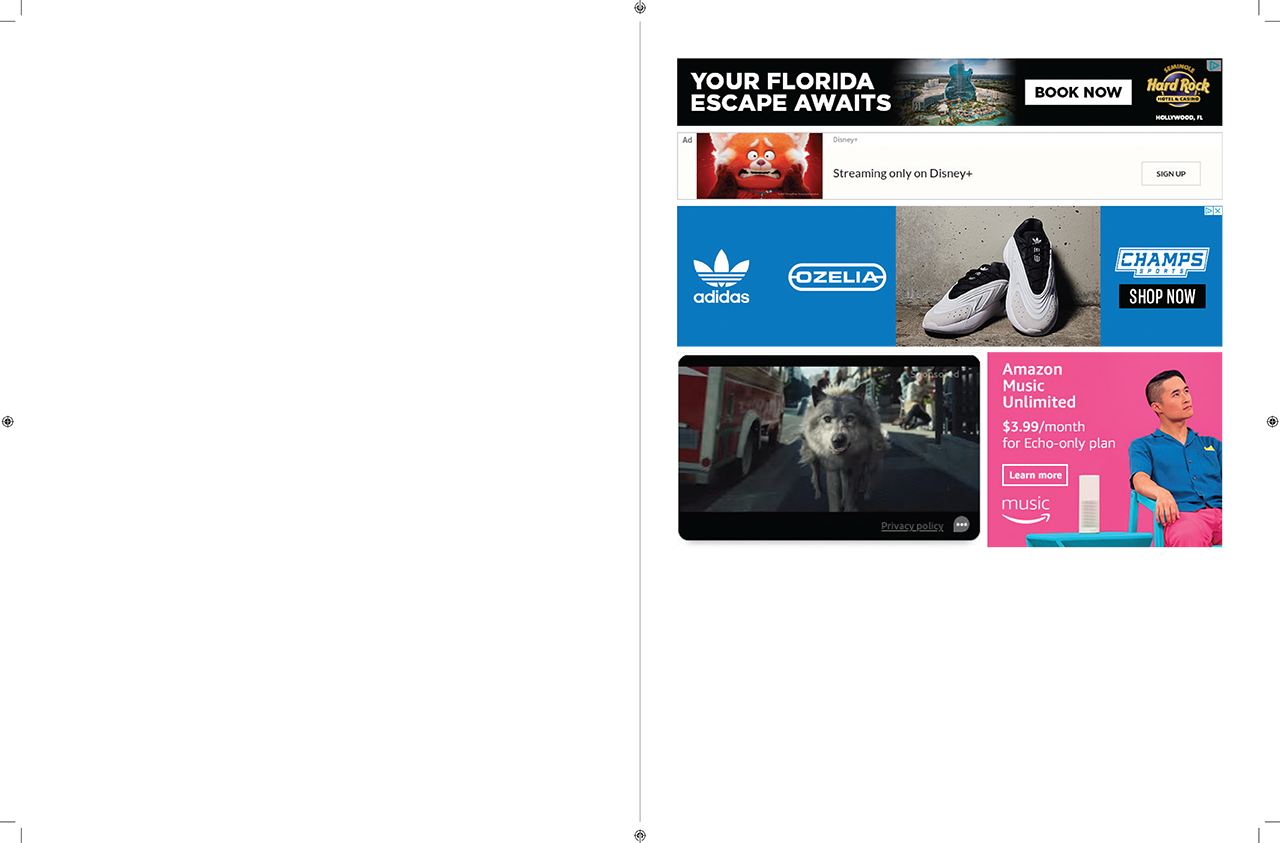 YOUR FLORIDA
ESCAPE AWAITS
BOOK NOW
SEMINOLE
Hard Rock
HOTEL & CASINO
HOLLYWOOD, FL
Ad
Disney+
Streaming only on Disney+
SIGN UP
adidas
OZELIA
CHAMPS
SPORTS
SHOP NOW
Sponsored
Privacy policy
Amazon
Music
Unlimited
$3.99/month
for Echo-only plan
Learn more
music